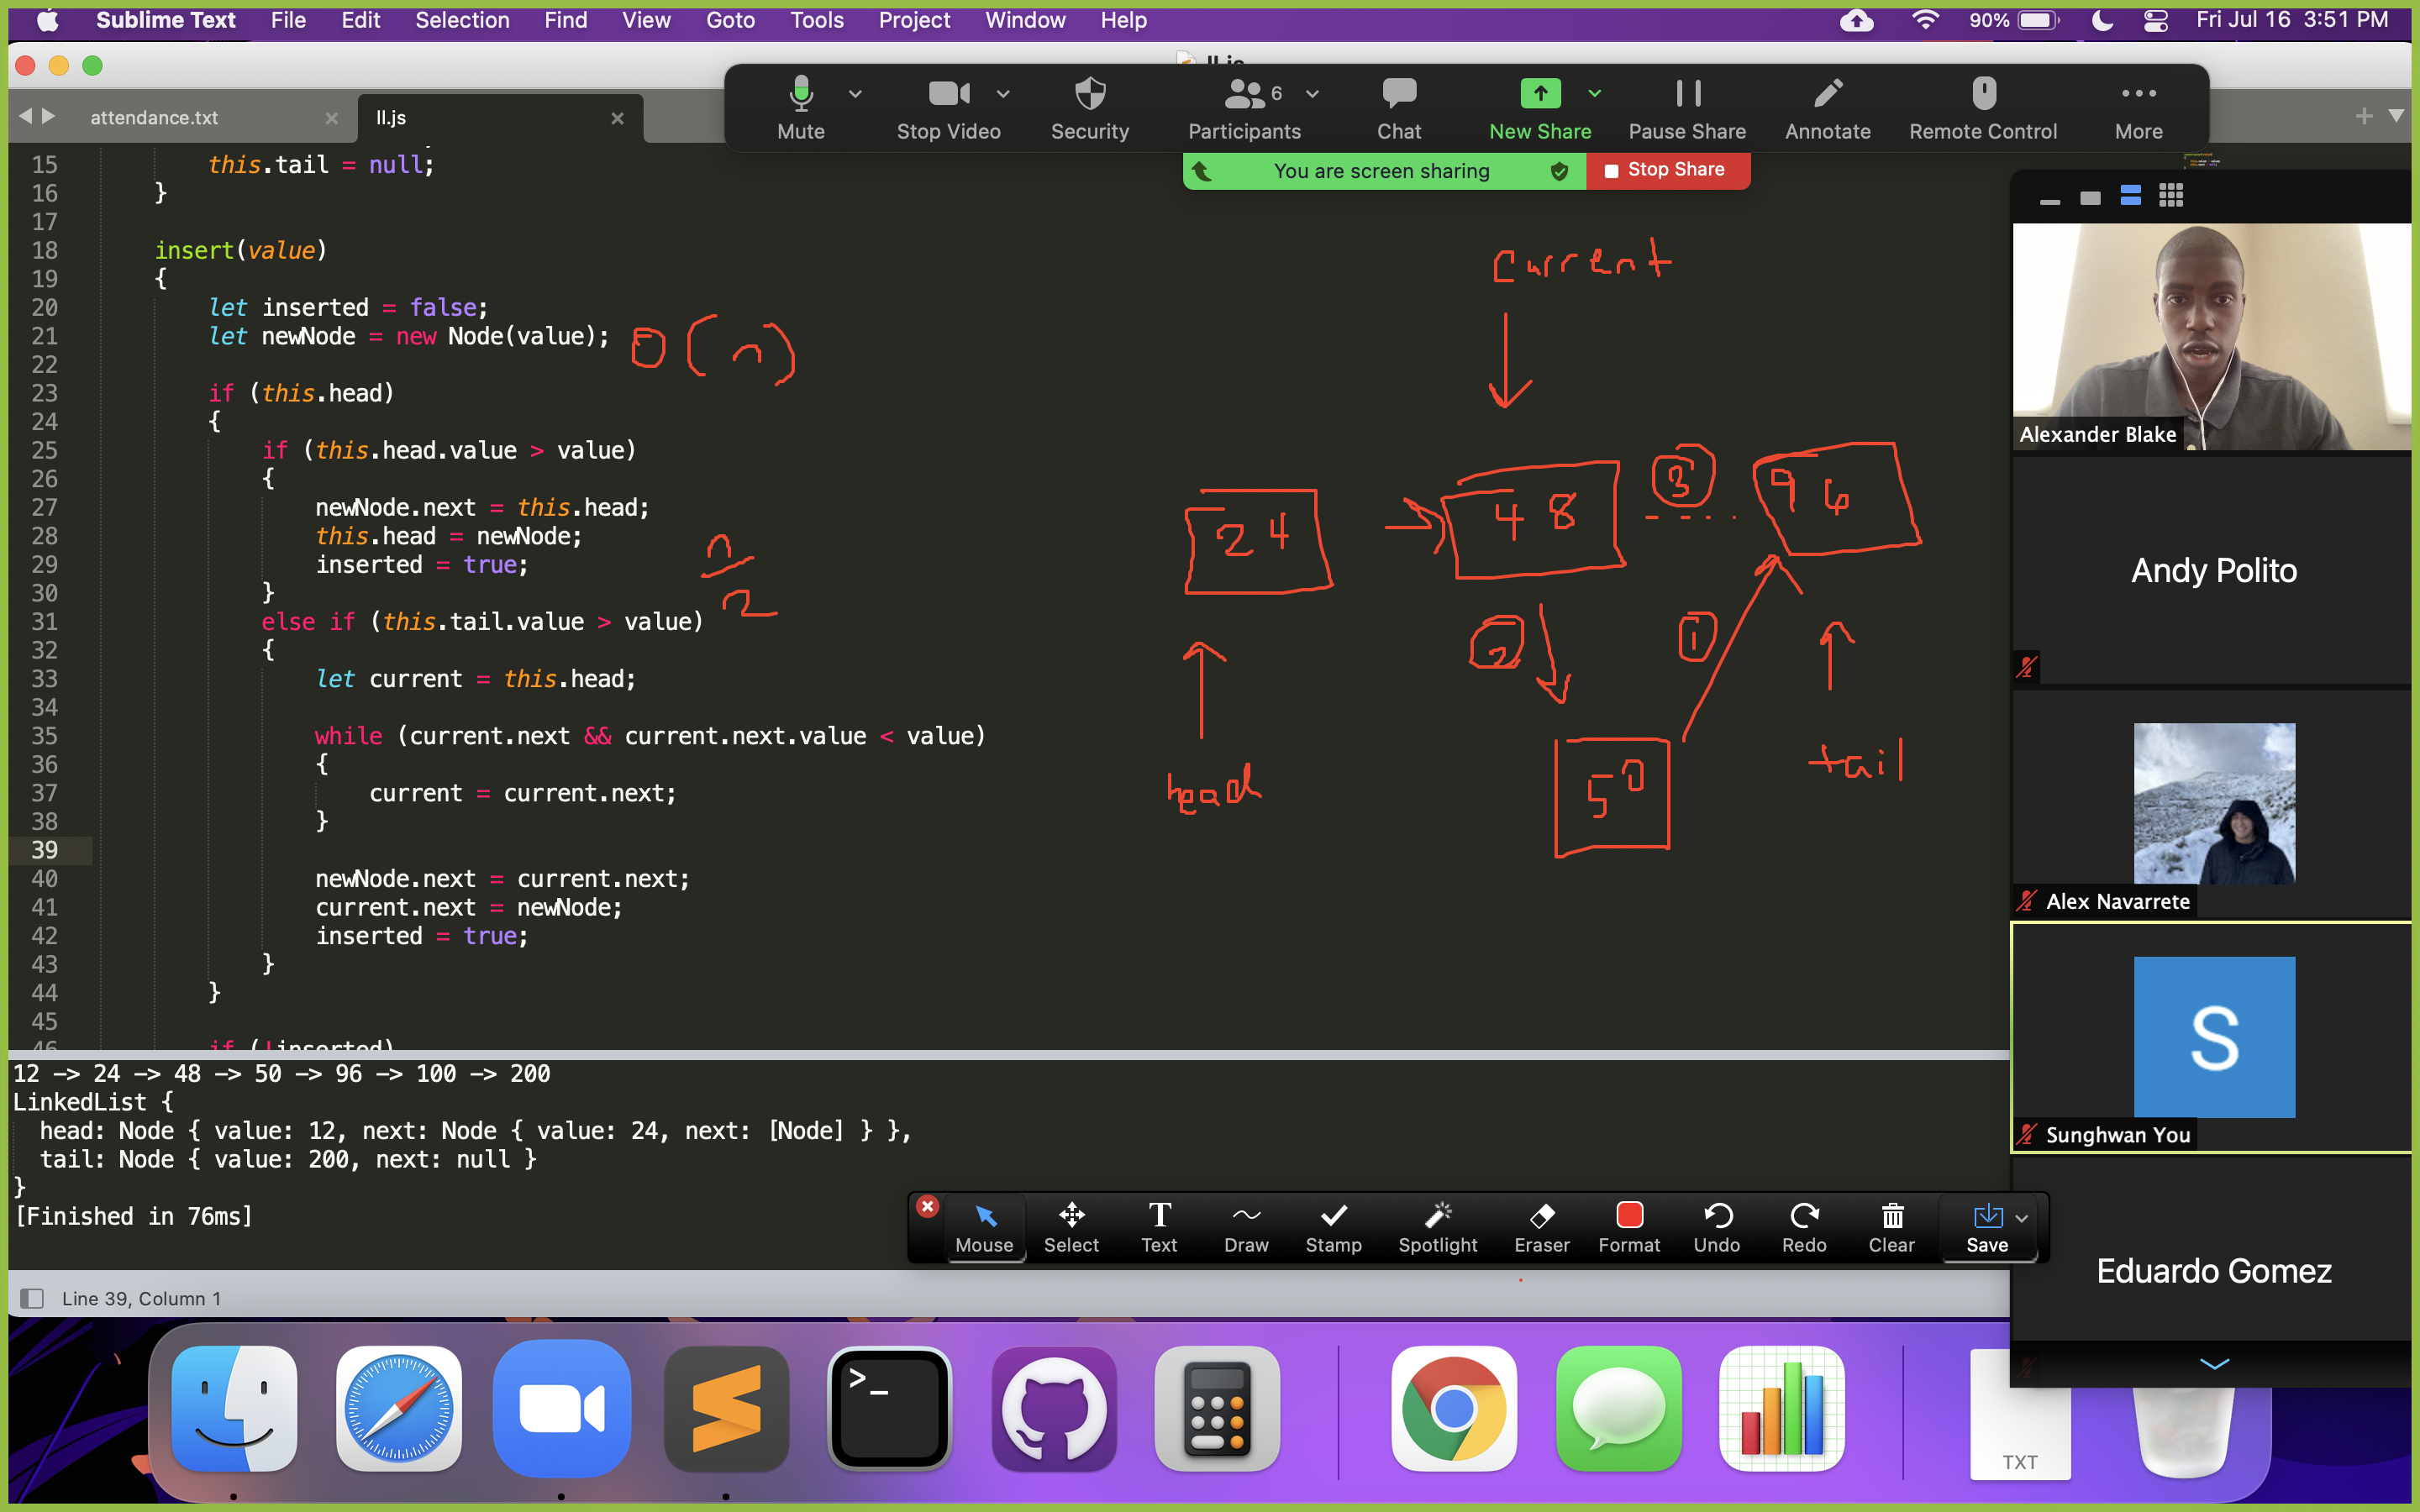 Sublime Text File Edit Selection Find View Goto Tools Project Window Help 90% Fri Jul 16 3:51 PM
ll.js
attendance.txt ll.js
Mute Stop Video Security Participants 6 Chat New Share Pause Share Annotate Remote Control More
You are screen sharing Stop Share
15 this.tail = null;
16 }
17
18 insert(value)
19 {
20 let inserted = false;
21 let newNode = new Node(value);
22
23 if (this.head)
24 {
25 if (this.head.value > value)
26 {
27 newNode.next = this.head;
28 this.head = newNode;
29 inserted = true;
30 }
31 else if (this.tail.value > value)
32 {
33 let current = this.head;
34
35 while (current.next && current.next.value < value)
36 {
37 current = current.next;
38 }
39
40 newNode.next = current.next;
41 current.next = newNode;
42 inserted = true;
43 }
44 }
45
46 if (!inserted)
O(n)
n
2
current
24 48 3 96
2 1
head 50 tail
12 -> 24 -> 48 -> 50 -> 96 -> 100 -> 200
LinkedList {
head: Node { value: 12, next: Node { value: 24, next: [Node] } },
tail: Node { value: 200, next: null }
}
[Finished in 76ms]
Mouse Select Text Draw Stamp Spotlight Eraser Format Undo Redo Clear Save
Line 39, Column 1
Alexander Blake
Andy Polito
Alex Navarrete
S
Sunghwan You
Eduardo Gomez
>_
TXT